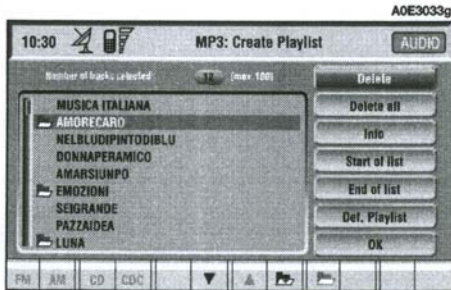 A0E3033g
10:30 MP3: Create Playlist AUDIO
Number of tracks selected 12 (max. 100)
Delete
MUSICA ITALIANA
Delete all
AMORECARO
Info
NELBLUDIPINTODIBLU
DONNAPERAMICO
Start of list
AMARSIUNPO
EMOZIONI
End of list
SEIGRANDE
Def. Playlist
PAZZAIDEA
LUNA
OK
FM AM CD CDC